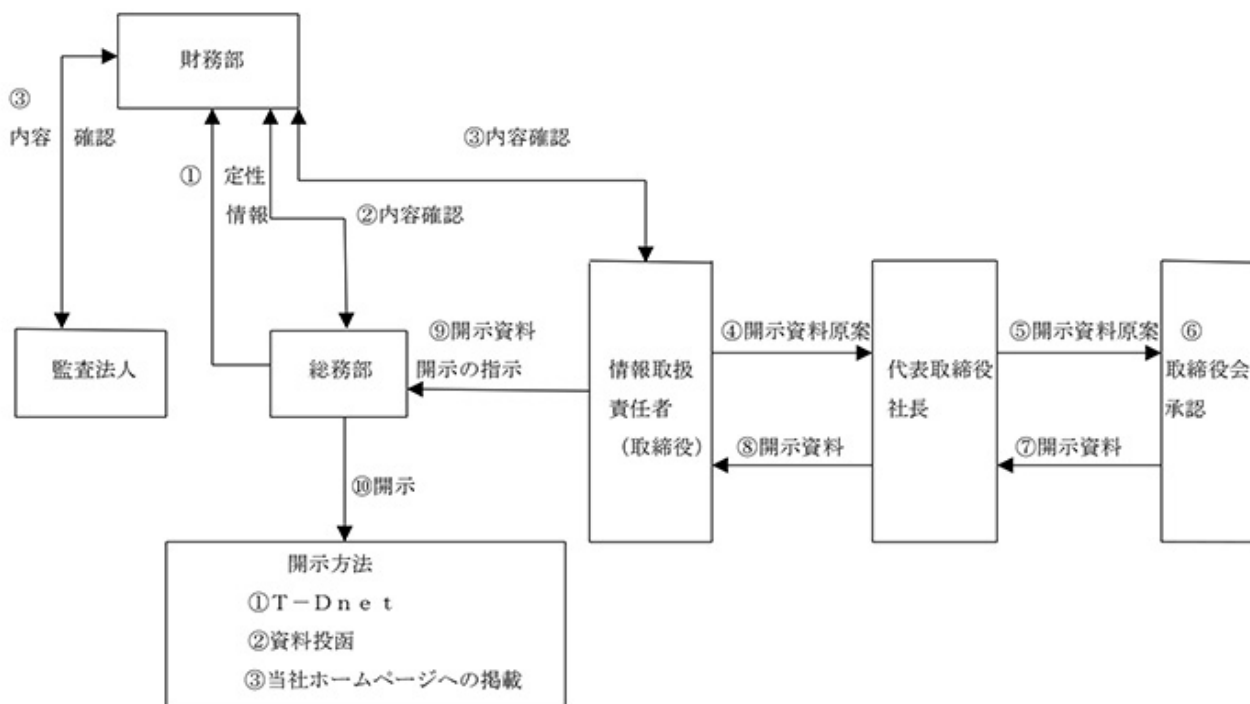 財務部
③
内容 確認
③内容確認
① 定性
情報
②内容確認
監査法人
総務部
⑨開示資料
開示の指示
情報取扱
責任者
（取締役）
④開示資料原案
代表取締役
社長
⑤開示資料原案
⑥
取締役会
承認
⑧開示資料
⑦開示資料
⑩開示
開示方法
①Ｔ－Ｄｎｅｔ
②資料投函
③当社ホームページへの掲載